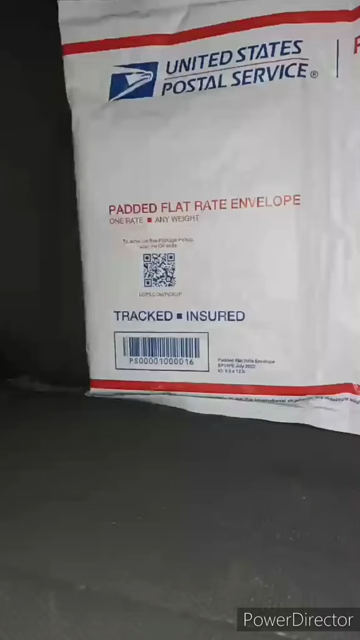 UNITED STATES
POSTAL SERVICE®
PADDED FLAT RATE ENVELOPE
ONE RATE ■ ANY WEIGHT
TRACKED ■ INSURED
PS00001000016
Padded Flat Rate Envelope
PowerDirector